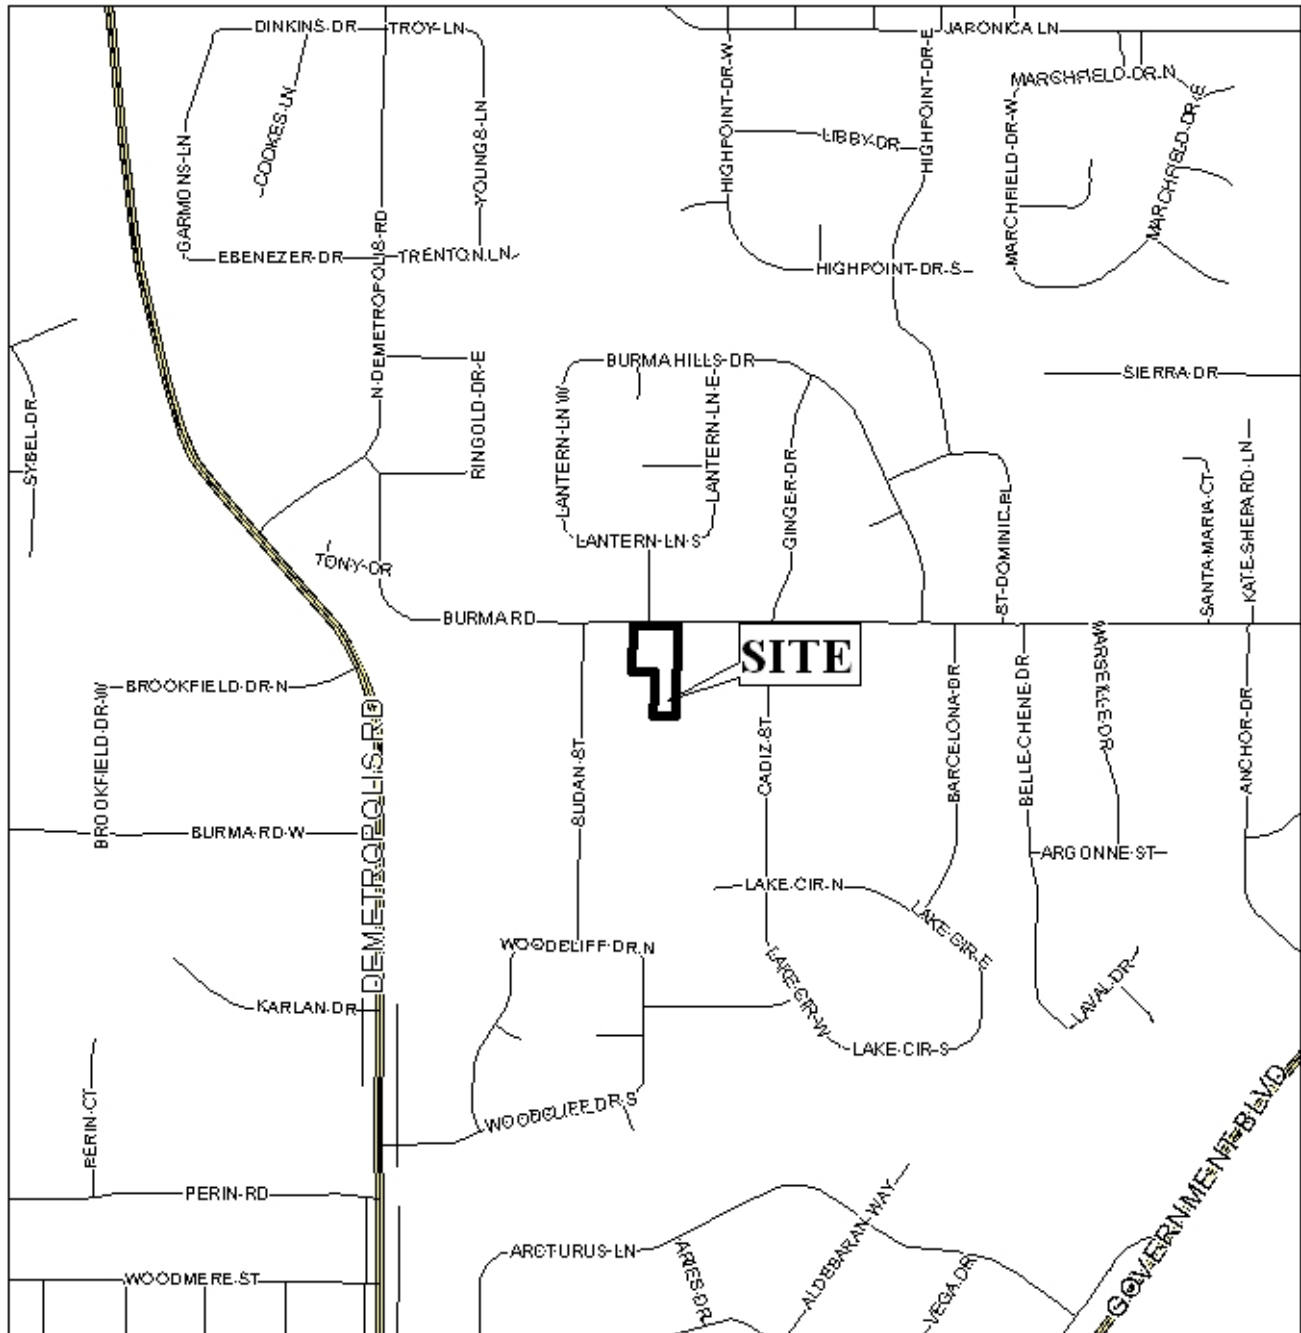 DINKINS DR
TROY LN
JARONICA LN
COOKES LN
GARMONS LN
YOUNGS LN
EBENEZER DR
TRENTON LN
N DEMETROPOLIS RD
HIGHPOINT DR W
HIGHPOINT DR E
LIBBY DR
HIGHPOINT DR S
MARCHFIELD DR N
MARCHFIELD DR W
MARCHFIELD DR E
SYBEL DR
RINGOLD DR E
BURMA HILLS DR
LANTERN LN W
LANTERN LN E
LANTERN LN S
GINGER DR
SIERRA DR
ST DOMINIC PL
SANTA MARIA CT
KATE SHEPARD LN
TONY DR
BURMA RD
SITE
BROOKFIELD DR N
BROOKFIELD DR W
BURMA RD W
DEMETROPOLIS RD
SUDAN ST
CADIZ ST
BARCELONA DR
BELLE CHENE DR
MARSEILLE DR
ANCHOR DR
ARGONNE ST
LAKE CIR N
LAKE CIR E
LAKE CIR W
LAKE CIR S
LAVAL DR
WOODCLIFF DR N
WOODCLIFF DR S
KARLAN DR
PERIN CT
PERIN RD
WOODMERE ST
ARCTURUS LN
ARIES DR
ALDEBARAN WAY
VEGA DR
GOVERNMENT BLVD